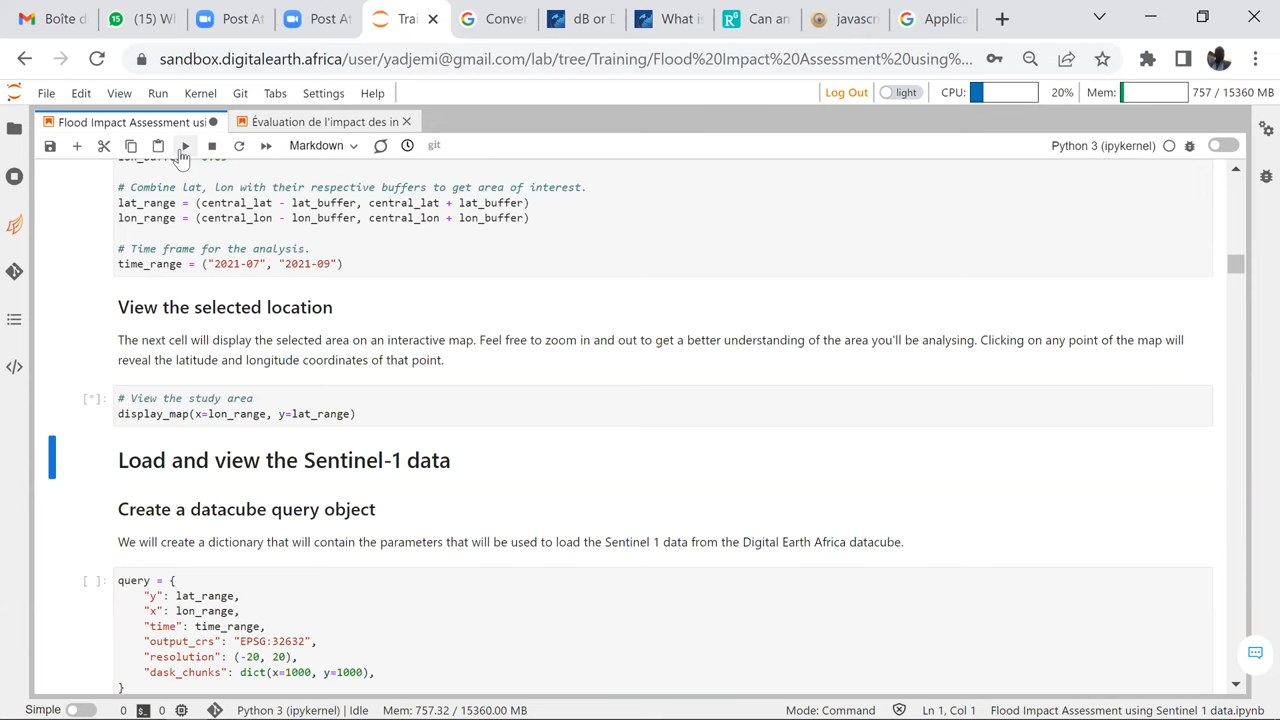 Boîte d
(15) Wh
Post At
Post At
Trai
Conver
dB or D
What is
Can an
javascr
Applica
sandbox.digitalearth.africa/user/yadjemi@gmail.com/lab/tree/Training/Flood%20Impact%20Assessment%20using%...
File Edit View Run Kernel Git Tabs Settings Help
Log Out light CPU: 20% Mem: 757 / 15360 MB
Flood Impact Assessment usi
Évaluation de l'impact des in
Markdown
git
Python 3 (ipykernel)
# Combine lat, lon with their respective buffers to get area of interest.
lat_range = (central_lat - lat_buffer, central_lat + lat_buffer)
lon_range = (central_lon - lon_buffer, central_lon + lon_buffer)
# Time frame for the analysis.
time_range = ("2021-07", "2021-09")
View the selected location
The next cell will display the selected area on an interactive map. Feel free to zoom in and out to get a better understanding of the area you'll be analysing. Clicking on any point of the map will
reveal the latitude and longitude coordinates of that point.
[*]: # View the study area
display_map(x=lon_range, y=lat_range)
Load and view the Sentinel-1 data
Create a datacube query object
We will create a dictionary that will contain the parameters that will be used to load the Sentinel 1 data from the Digital Earth Africa datacube.
[ ]: query = {
"y": lat_range,
"x": lon_range,
"time": time_range,
"output_crs": "EPSG:32632",
"resolution": (-20, 20),
"dask_chunks": dict(x=1000, y=1000),
}
Simple 0 0 Python 3 (ipykernel) | Idle Mem: 757.32 / 15360.00 MB Mode: Command Ln 1, Col 1 Flood Impact Assessment using Sentinel 1 data.ipynb